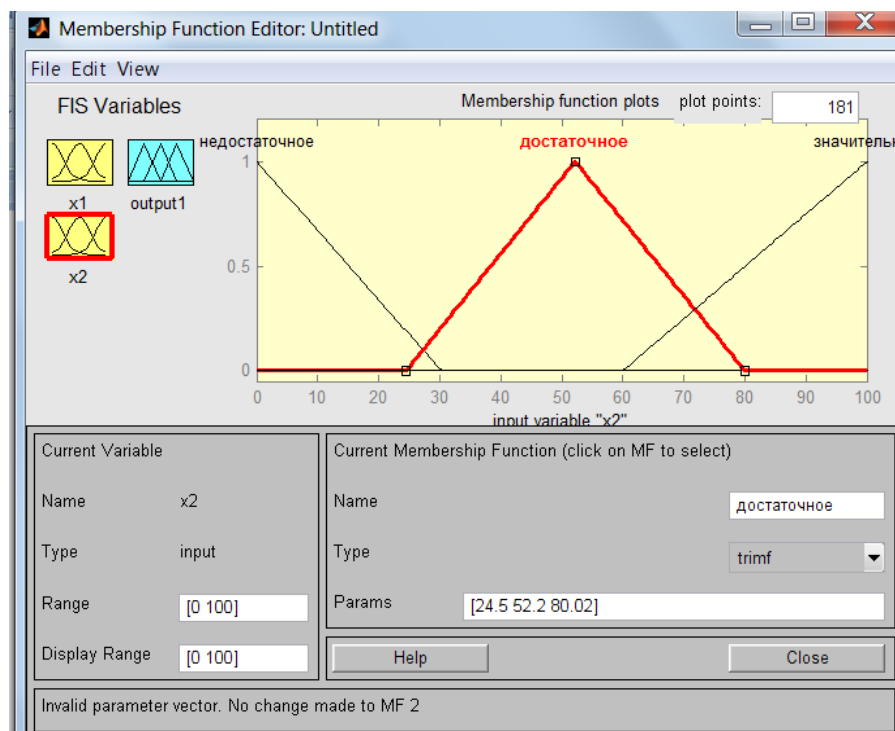 Membership Function Editor: Untitled
File Edit View
FIS Variables
Membership function plots plot points: 181
недостаточное достаточное значительн
1
0.5
0
x1 output1
x2
0 10 20 30 40 50 60 70 80 90 100
input variable "x2"
Current Variable
Name x2
Type input
Range [0 100]
Display Range [0 100]
Current Membership Function (click on MF to select)
Name достаточное
Type trimf
Params [24.5 52.2 80.02]
Help Close
Invalid parameter vector. No change made to MF 2